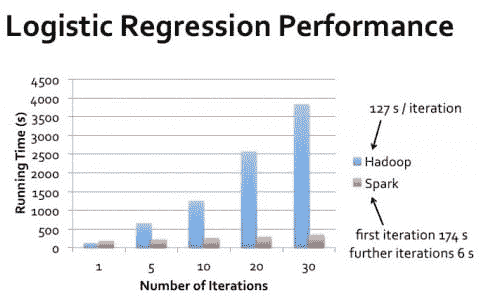 Logistic Regression Performance
4500
4000
3500
3000
2500
2000
1500
1000
500
0
Running Time (s)
1 5 10 20 30
Number of Iterations
127 s / iteration
Hadoop
Spark
first iteration 174 s
further iterations 6 s